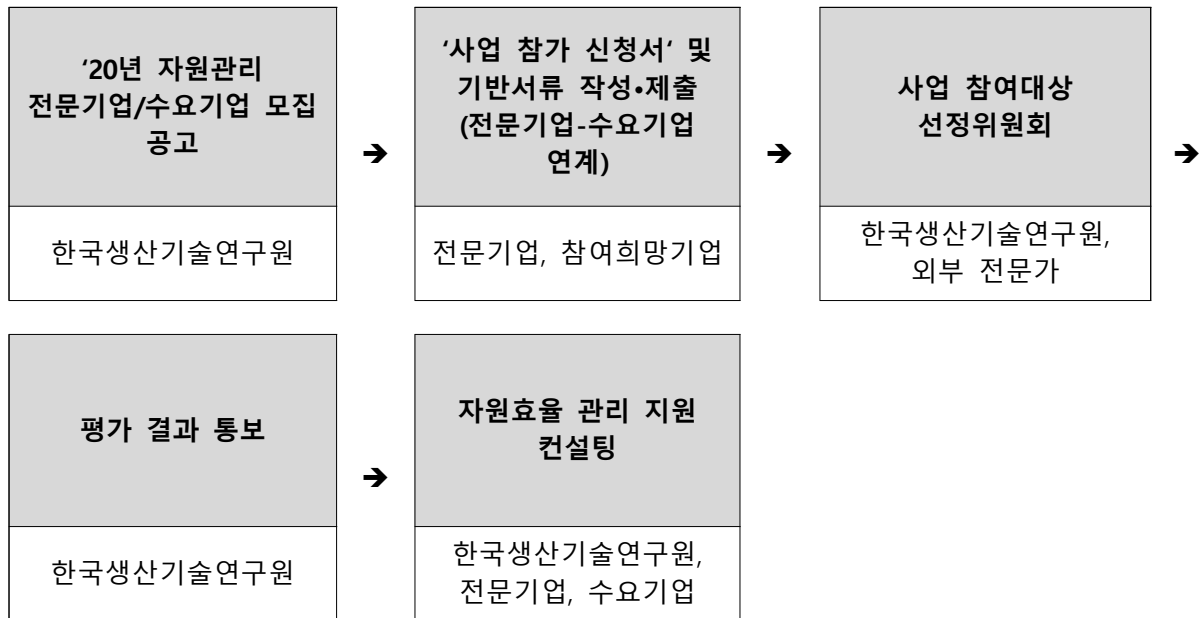 ‘20년 자원관리
전문기업/수요기업 모집
공고
한국생산기술연구원
➔
‘사업 참가 신청서‘ 및
기반서류 작성•제출
(전문기업-수요기업
연계)
전문기업, 참여희망기업
➔
사업 참여대상
선정위원회
한국생산기술연구원,
외부 전문가
➔
평가 결과 통보
한국생산기술연구원
➔
자원효율 관리 지원
컨설팅
한국생산기술연구원,
전문기업, 수요기업